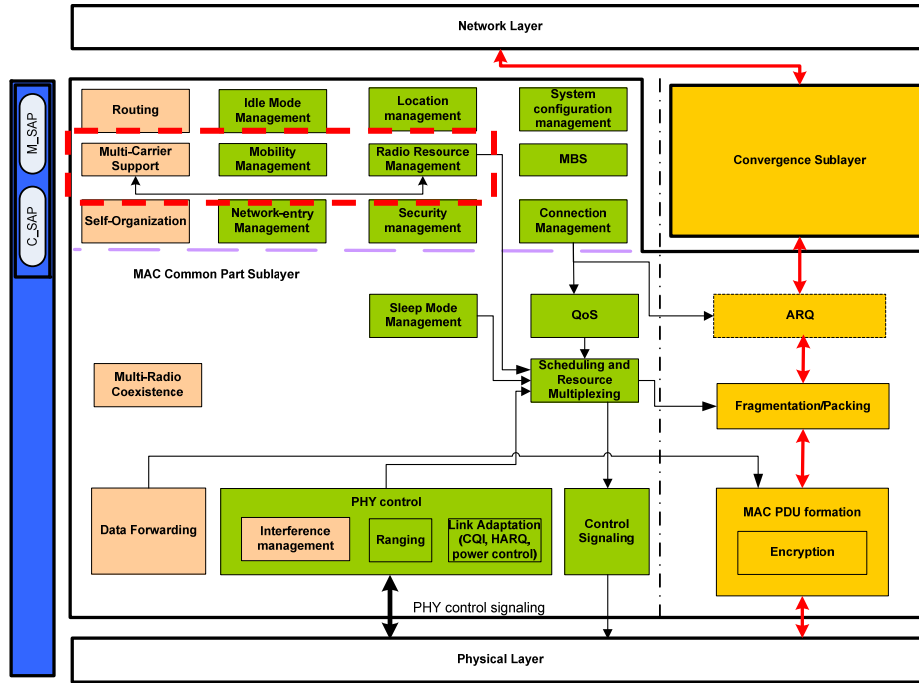 Network Layer
M_SAP
C_SAP
Routing
Idle Mode
Management
Location
management
System
configuration
management
Multi-Carrier
Support
Mobility
Management
Radio Resource
Management
MBS
Convergence Sublayer
Self-Organization
Network-entry
Management
Security
management
Connection
Management
MAC Common Part Sublayer
Sleep Mode
Management
QoS
ARQ
Multi-Radio
Coexistence
Scheduling and
Resource
Multiplexing
Fragmentation/Packing
Data Forwarding
PHY control
Interference
management
Ranging
Link Adaptation
(CQI, HARQ,
power control)
Control
Signaling
MAC PDU formation
Encryption
PHY control signaling
Physical Layer